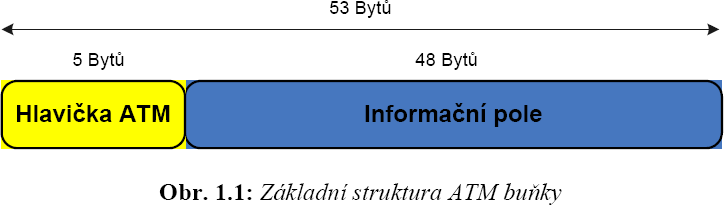 53 Bytů
5 Bytů 48 Bytů
Hlavička ATM Informační pole
Obr. 1.1: Základní struktura ATM buňky